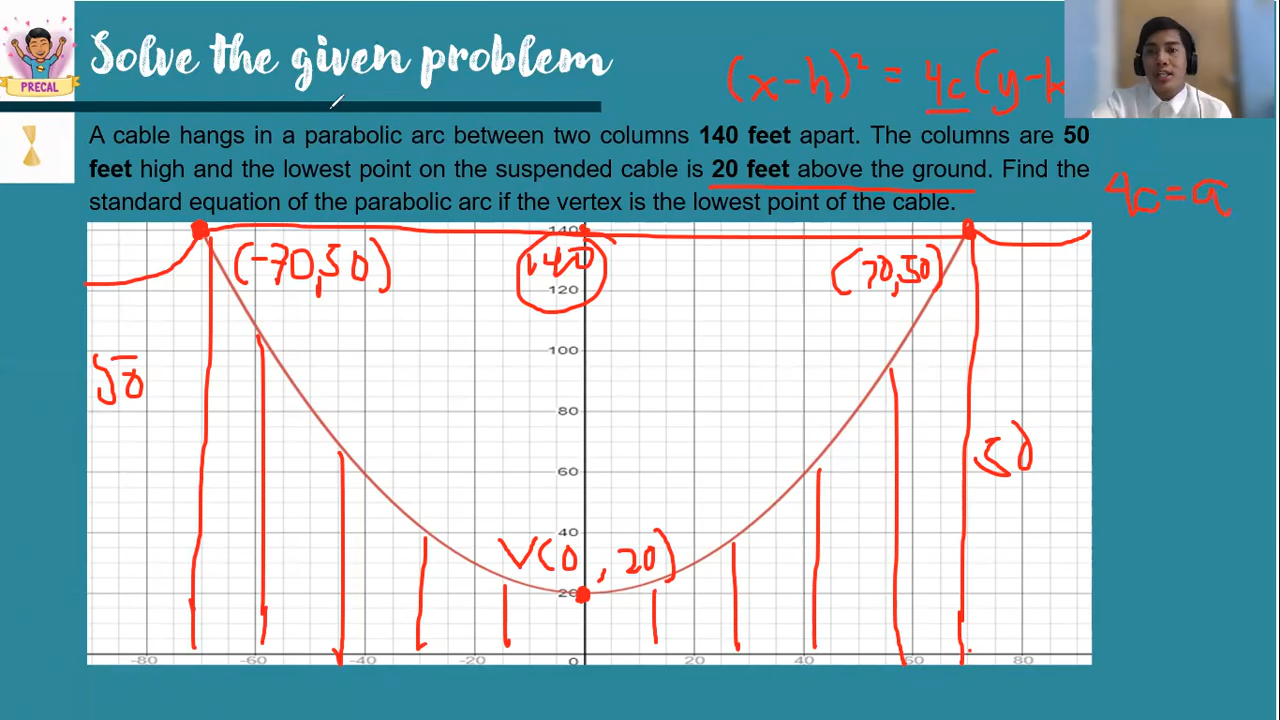 Solve the given problem
PRECAL
(x-h)² = 4c(y-k
A cable hangs in a parabolic arc between two columns 140 feet apart. The columns are 50
feet high and the lowest point on the suspended cable is 20 feet above the ground. Find the
standard equation of the parabolic arc if the vertex is the lowest point of the cable.
4c=a
140
(-70,50)
140
(70,50)
120
100
50
80
60
50
40
V(0, 20)
20
-80 -60 -40 -20 0 20 40 60 80